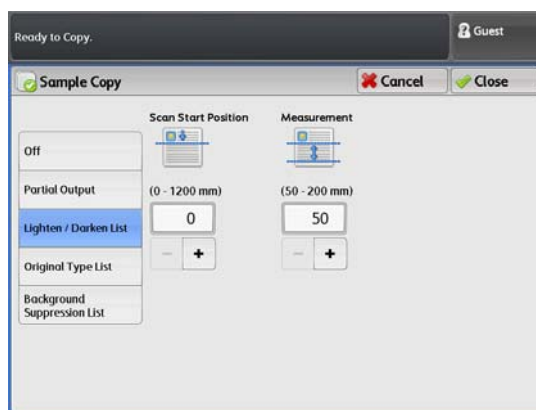 Ready to Copy.
Guest
Sample Copy
Cancel
Close
Scan Start Position
Measurement
Off
Partial Output
(0 - 1200 mm)
(50 - 200 mm)
Lighten / Darken List
0
50
- +
- +
Original Type List
Background
Suppression List